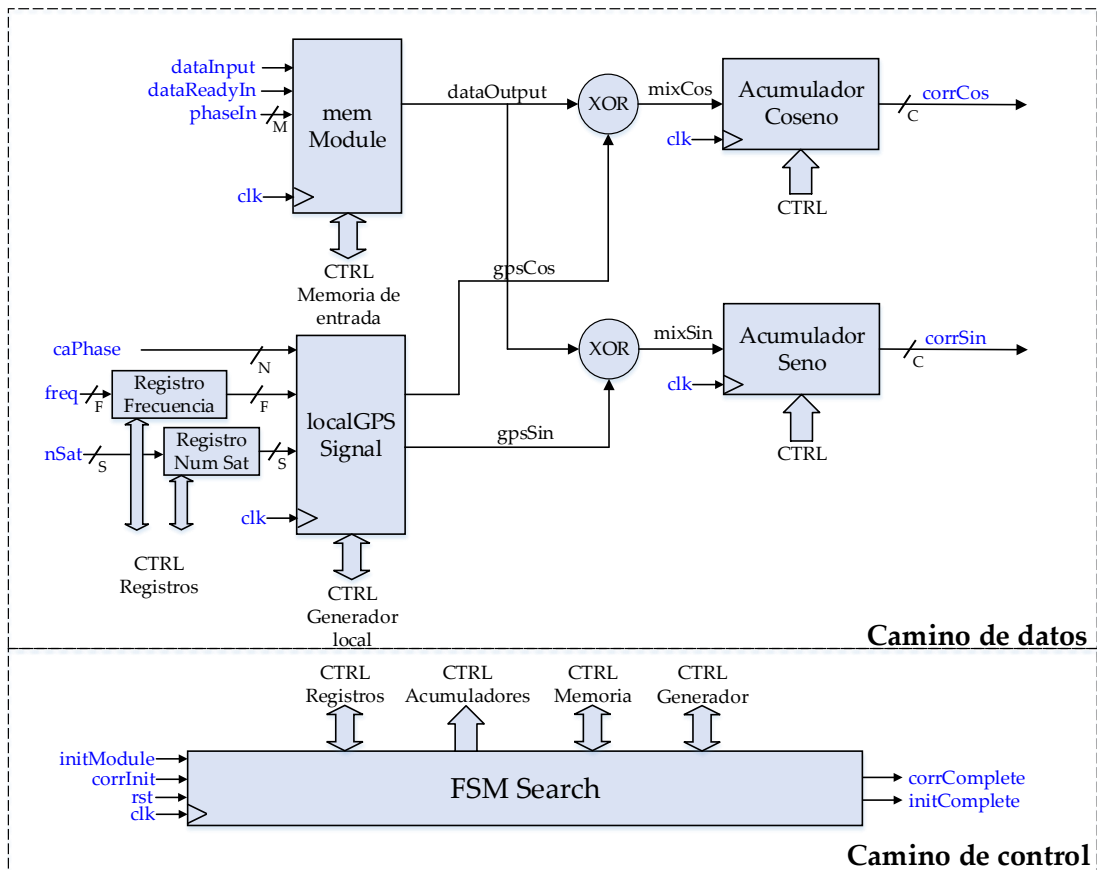 dataInput
dataReadyIn
phaseIn
M
clk
mem
Module
CTRL
Memoria de
entrada
dataOutput
XOR
mixCos
clk
Acumulador
Coseno
CTRL
corrCos
C
gpsCos
caPhase
N
freq
F
Registro
Frecuencia
F
nSat
S
Registro
Num Sat
S
clk
localGPS
Signal
CTRL
Registros
CTRL
Generador
local
gpsSin
XOR
mixSin
clk
Acumulador
Seno
CTRL
corrSin
C
Camino de datos
CTRL
Registros
CTRL
Acumuladores
CTRL
Memoria
CTRL
Generador
initModule
corrInit
rst
clk
FSM Search
corrComplete
initComplete
Camino de control